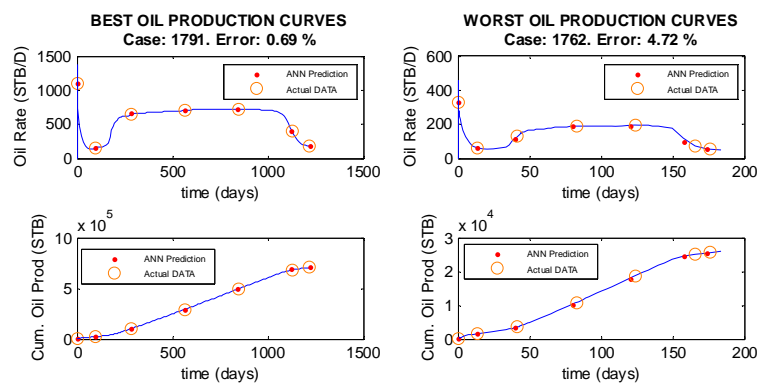 BEST OIL PRODUCTION CURVES
Case: 1791. Error: 0.69 %
1500
1000
500
0
Oil Rate (STB/D)
ANN Prediction
Actual DATA
0
500
1000
1500
time (days)
WORST OIL PRODUCTION CURVES
Case: 1762. Error: 4.72 %
600
400
200
0
Oil Rate (STB/D)
ANN Prediction
Actual DATA
0
50
100
150
200
time (days)
x 10^5
10
5
0
Cum. Oil Prod (STB)
ANN Prediction
Actual DATA
0
500
1000
1500
time (days)
x 10^4
3
2
1
0
Cum. Oil Prod (STB)
ANN Prediction
Actual DATA
0
50
100
150
200
time (days)